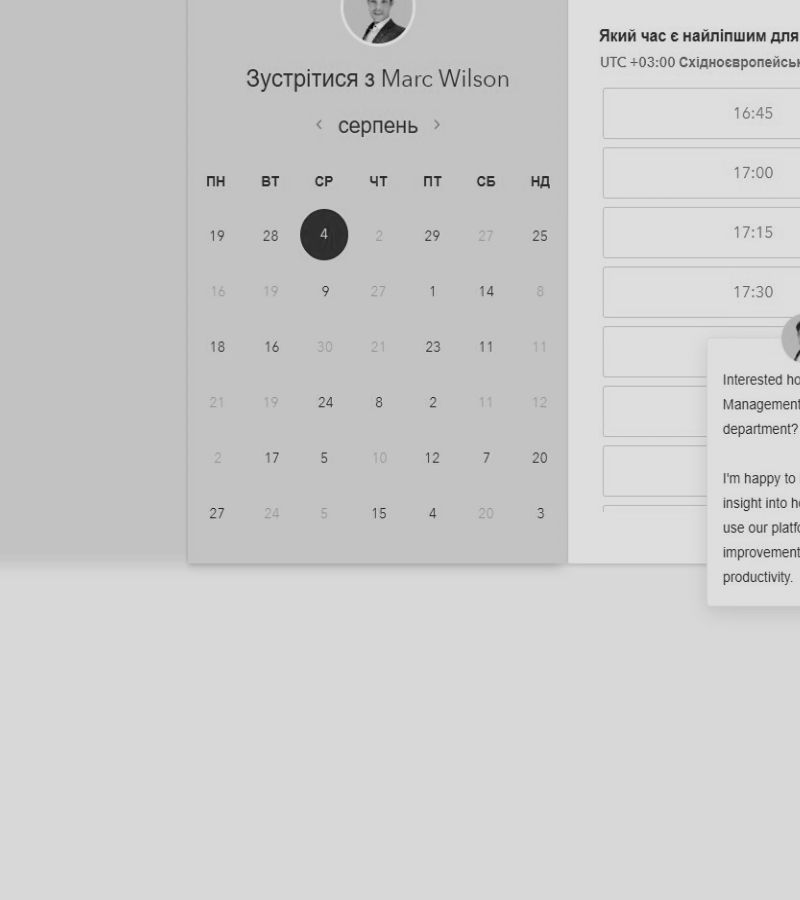 Зустрітися з Marc Wilson
‹ серпень ›
ПН ВТ СР ЧТ ПТ СБ НД
19 28 4 2 29 27 25
16 19 9 27 1 14 8
18 16 30 21 23 11 11
21 19 24 8 2 11 12
2 17 5 10 12 7 20
27 24 5 15 4 20 3
Який час є найліпшим для
UTC +03:00
16:45
17:00
17:15
17:30
Interested
Management
department?
I'm happy to
insight into
use our
productivity.